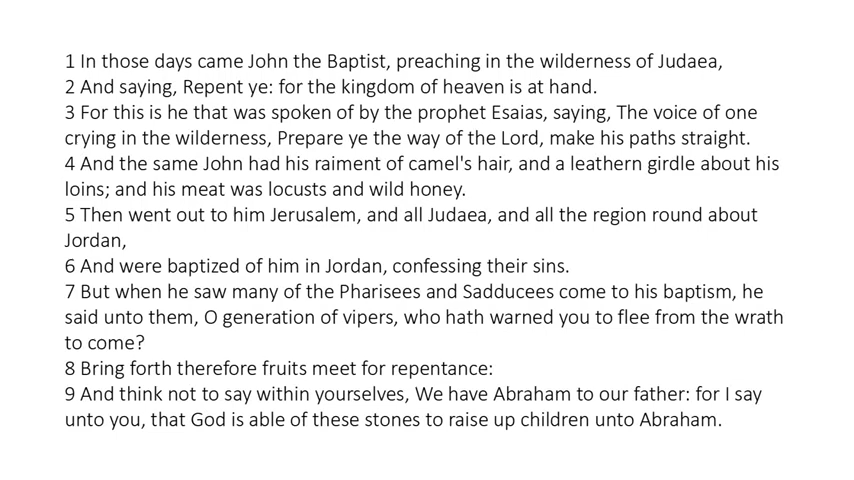 1 In those days came John the Baptist, preaching in the wilderness of Judaea,
2 And saying, Repent ye: for the kingdom of heaven is at hand.
3 For this is he that was spoken of by the prophet Esaias, saying, The voice of one
crying in the wilderness, Prepare ye the way of the Lord, make his paths straight.
4 And the same John had his raiment of camel's hair, and a leathern girdle about his
loins; and his meat was locusts and wild honey.
5 Then went out to him Jerusalem, and all Judaea, and all the region round about
Jordan,
6 And were baptized of him in Jordan, confessing their sins.
7 But when he saw many of the Pharisees and Sadducees come to his baptism, he
said unto them, O generation of vipers, who hath warned you to flee from the wrath
to come?
8 Bring forth therefore fruits meet for repentance:
9 And think not to say within yourselves, We have Abraham to our father: for I say
unto you, that God is able of these stones to raise up children unto Abraham.